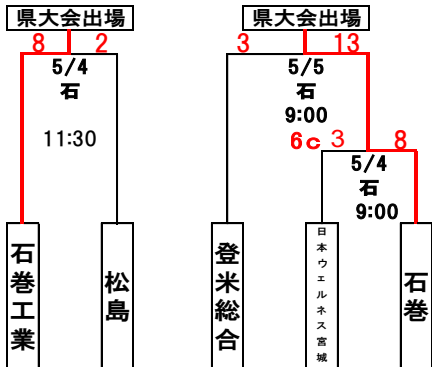 県大会出場
8 2
5/4
石
11:30
石巻工業
松島
県大会出場
3 13
5/5
石
9:00
6c 3 8
5/4
石
9:00
登米総合
日本ウェルネス宮城
石巻